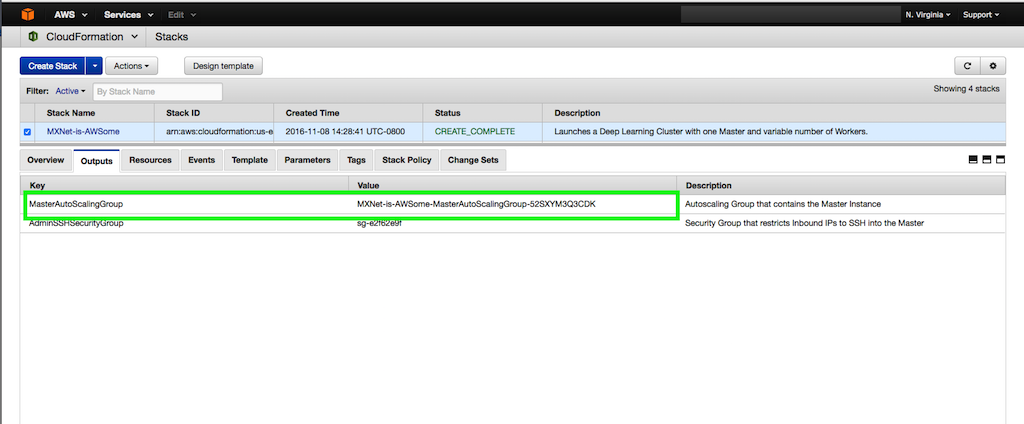 AWS Services Edit N. Virginia Support
CloudFormation Stacks
Create Stack Actions Design template
Filter: Active By Stack Name Showing 4 stacks
Stack Name Stack ID Created Time Status Description
MXNet-is-AWSome arn:aws:cloudformation:us-e 2016-11-08 14:28:41 UTC-0800 CREATE_COMPLETE Launches a Deep Learning Cluster with one Master and variable number of Workers.
Overview Outputs Resources Events Template Parameters Tags Stack Policy Change Sets
Key Value Description
MasterAutoScalingGroup MXNet-is-AWSome-MasterAutoScalingGroup-52SXYM3Q3CDK Autoscaling Group that contains the Master Instance
AdminSSHSecurityGroup sg-e2f62e9f Security Group that restricts Inbound IPs to SSH into the Master